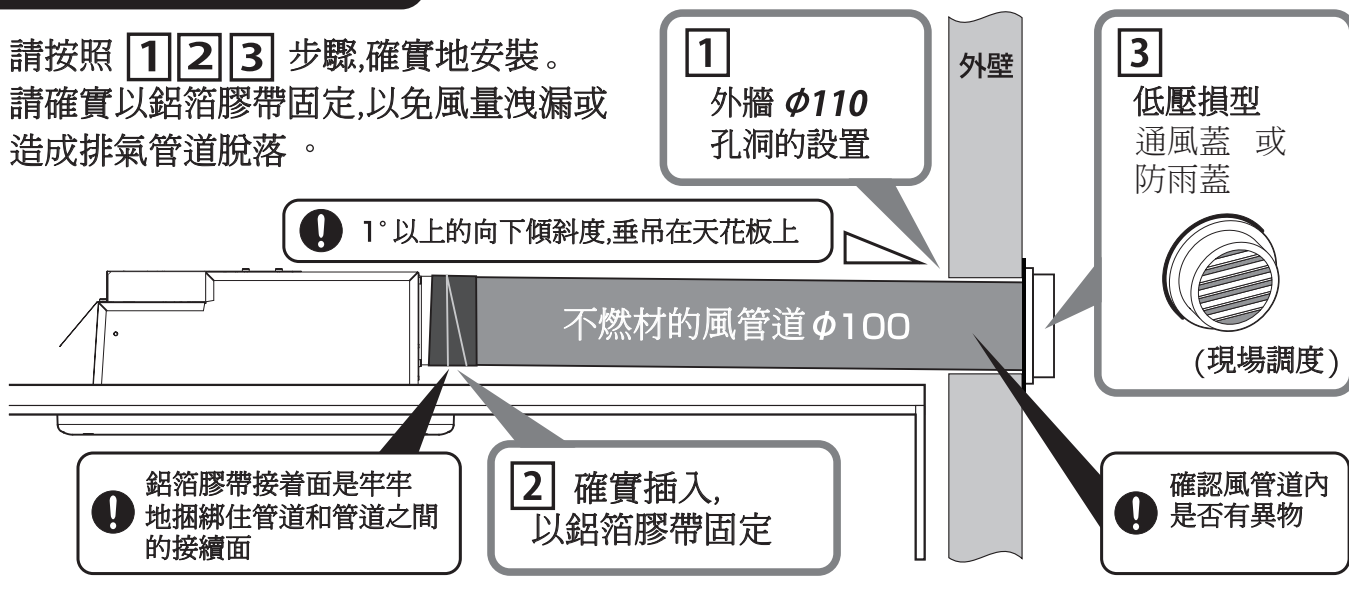 請按照 1 2 3 步驟,確實地安裝。
請確實以鋁箔膠帶固定,以免風量洩漏或
造成排氣管道脫落 。
1
外牆 Φ110
孔洞的設置
外壁
3
低壓損型
通風蓋 或
防雨蓋
(現場調度)
1°以上的向下傾斜度,垂吊在天花板上
不燃材的風管道Φ100
鋁箔膠帶接着面是牢牢
地捆綁住管道和管道之間
的接續面
2 確實插入,
以鋁箔膠帶固定
確認風管道內
是否有異物